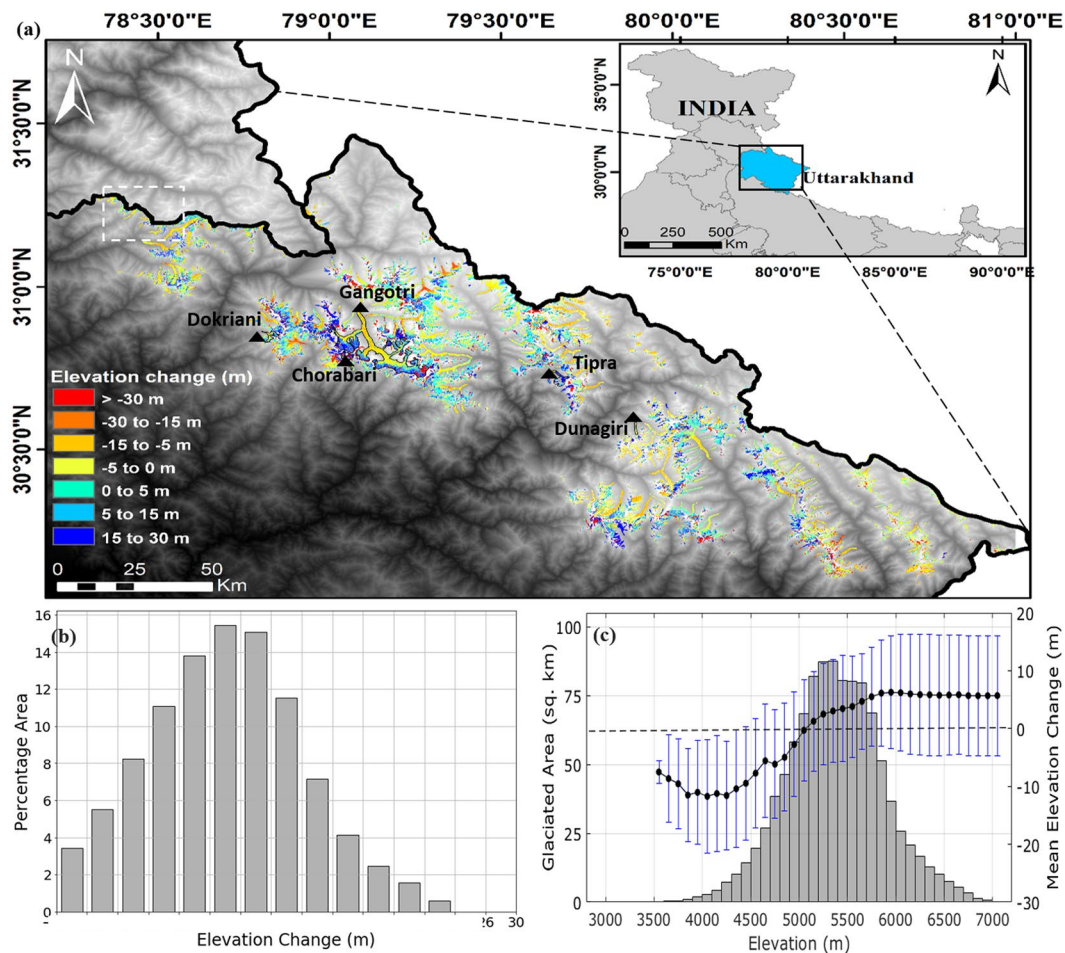 (a)
78°30'0"E 79°0'0"E 79°30'0"E 80°0'0"E 80°30'0"E 81°0'0"E
31°30'0"N
31°0'0"N
30°30'0"N
N
N
35°0'0"N
30°0'0"N
INDIA
Uttarakhand
0 250 500
Km
75°0'0"E 80°0'0"E 85°0'0"E 90°0'0"E
Gangotri
Dokriani
Chorabari
Tipra
Dunagiri
Elevation change (m)
> -30 m
-30 to -15 m
-15 to -5 m
-5 to 0 m
0 to 5 m
5 to 15 m
15 to 30 m
0 25 50
Km
(b)
Percentage Area
16
14
12
10
8
6
4
2
0
-
30
Elevation Change (m)
(c)
Glaciated Area (sq. km)
100
75
50
25
0
20
10
0
-10
-20
-30
Mean Elevation Change (m)
3000 3500 4000 4500 5000 5500 6000 6500 7000
Elevation (m)